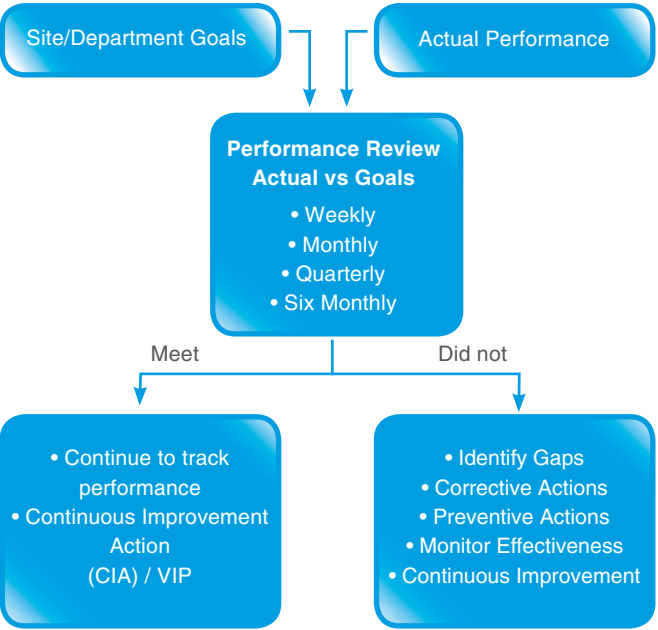 Site/Department Goals
Actual Performance
Performance Review
Actual vs Goals
• Weekly
• Monthly
• Quarterly
• Six Monthly
Meet
Did not
• Continue to track
performance
• Continuous Improvement
Action
(CIA) / VIP
• Identify Gaps
• Corrective Actions
• Preventive Actions
• Monitor Effectiveness
• Continuous Improvement